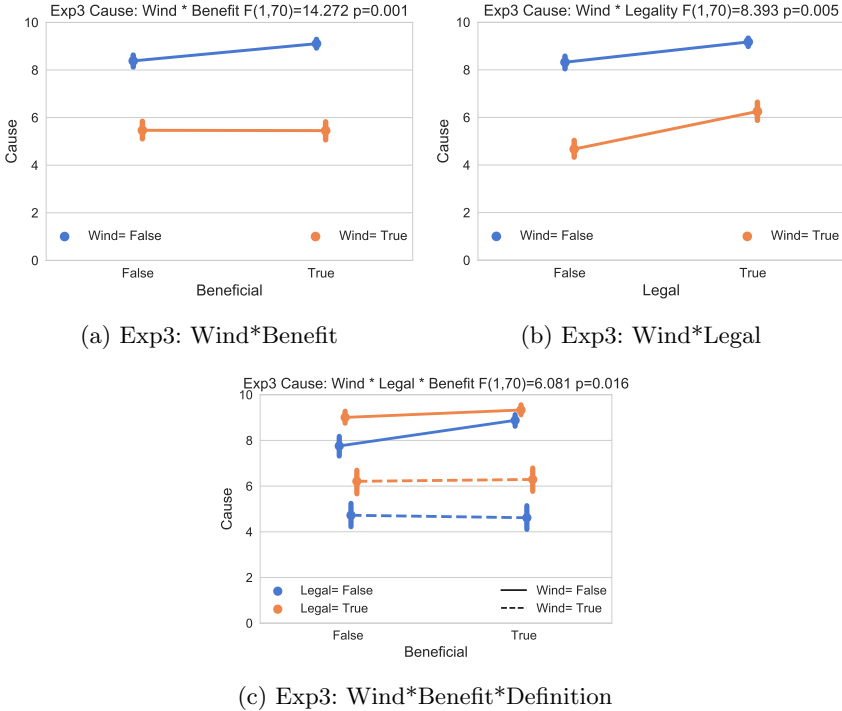 Exp3 Cause: Wind * Benefit F(1,70)=14.272 p=0.001
10
8
6
4
2
0
Cause
Wind= False
Wind= True
False
True
Beneficial
(a) Exp3: Wind*Benefit
Exp3 Cause: Wind * Legality F(1,70)=8.393 p=0.005
10
8
6
4
2
0
Cause
Wind= False
Wind= True
False
True
Legal
(b) Exp3: Wind*Legal
Exp3 Cause: Wind * Legal * Benefit F(1,70)=6.081 p=0.016
10
8
6
4
2
0
Cause
Legal= False
Legal= True
Wind= False
Wind= True
False
True
Beneficial
(c) Exp3: Wind*Benefit*Definition